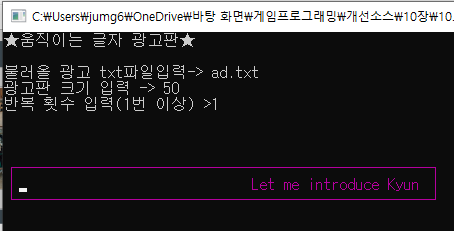 C:\Users\jumg6\OneDrive\바탕 화면\게임프로그래밍\개선소스\10장\10.
★움직이는 글자 광고판★
불러올 광고 txt파일입력-> ad.txt
광고판 크기 입력 -> 50
반복 횟수 입력(1번 이상) >1
Let me introduce Kyun